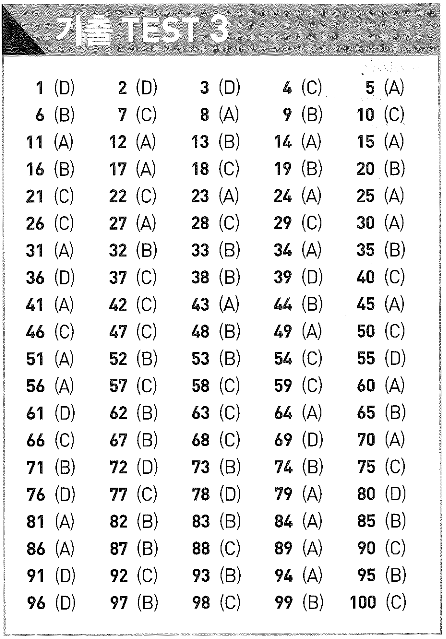 기출 TEST 3
1 (D) 2 (D) 3 (D) 4 (C) 5 (A)
6 (B) 7 (C) 8 (A) 9 (B) 10 (C)
11 (A) 12 (A) 13 (B) 14 (A) 15 (A)
16 (B) 17 (A) 18 (C) 19 (B) 20 (B)
21 (C) 22 (C) 23 (A) 24 (A) 25 (A)
26 (C) 27 (A) 28 (C) 29 (C) 30 (A)
31 (A) 32 (B) 33 (B) 34 (A) 35 (B)
36 (D) 37 (C) 38 (B) 39 (D) 40 (C)
41 (A) 42 (C) 43 (A) 44 (B) 45 (A)
46 (C) 47 (C) 48 (B) 49 (A) 50 (C)
51 (A) 52 (B) 53 (B) 54 (C) 55 (D)
56 (A) 57 (C) 58 (C) 59 (C) 60 (A)
61 (D) 62 (B) 63 (C) 64 (A) 65 (B)
66 (C) 67 (B) 68 (C) 69 (D) 70 (A)
71 (B) 72 (D) 73 (B) 74 (B) 75 (C)
76 (D) 77 (C) 78 (D) 79 (A) 80 (D)
81 (A) 82 (B) 83 (B) 84 (A) 85 (B)
86 (A) 87 (B) 88 (C) 89 (A) 90 (C)
91 (D) 92 (C) 93 (B) 94 (A) 95 (B)
96 (D) 97 (B) 98 (C) 99 (B) 100 (C)